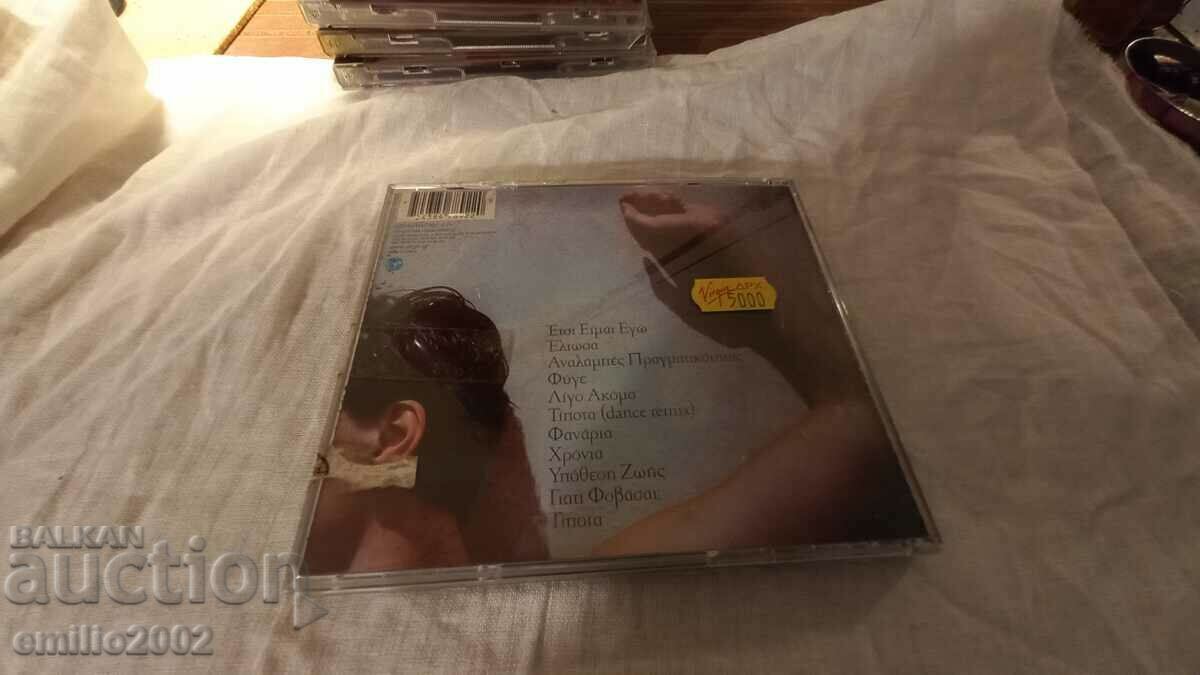 Virgin ΔΡΧ
5000
Έτσι Είμαι Εγώ
Έλιωσα
Αναλαμπές Πραγματικότητας
Φύγε
Λίγο Ακόμα
Τίποτα (dance remix)
Φανάρια
Χρόνια
Υπόθεση Ζωής
Γιατί Φοβάσαι
Τίποτα
BALKAN
auction
emilio2002